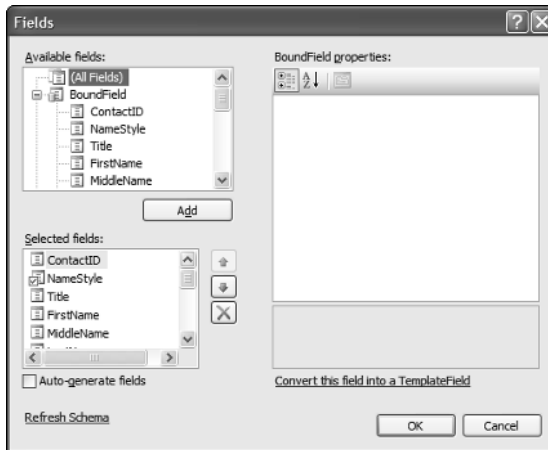 Fields
Available fields:
(All Fields)
BoundField
ContactID
NameStyle
Title
FirstName
MiddleName
Add
Selected fields:
ContactID
NameStyle
Title
FirstName
MiddleName
Auto-generate fields
Refresh Schema
BoundField properties:
Convert this field into a TemplateField
OK
Cancel